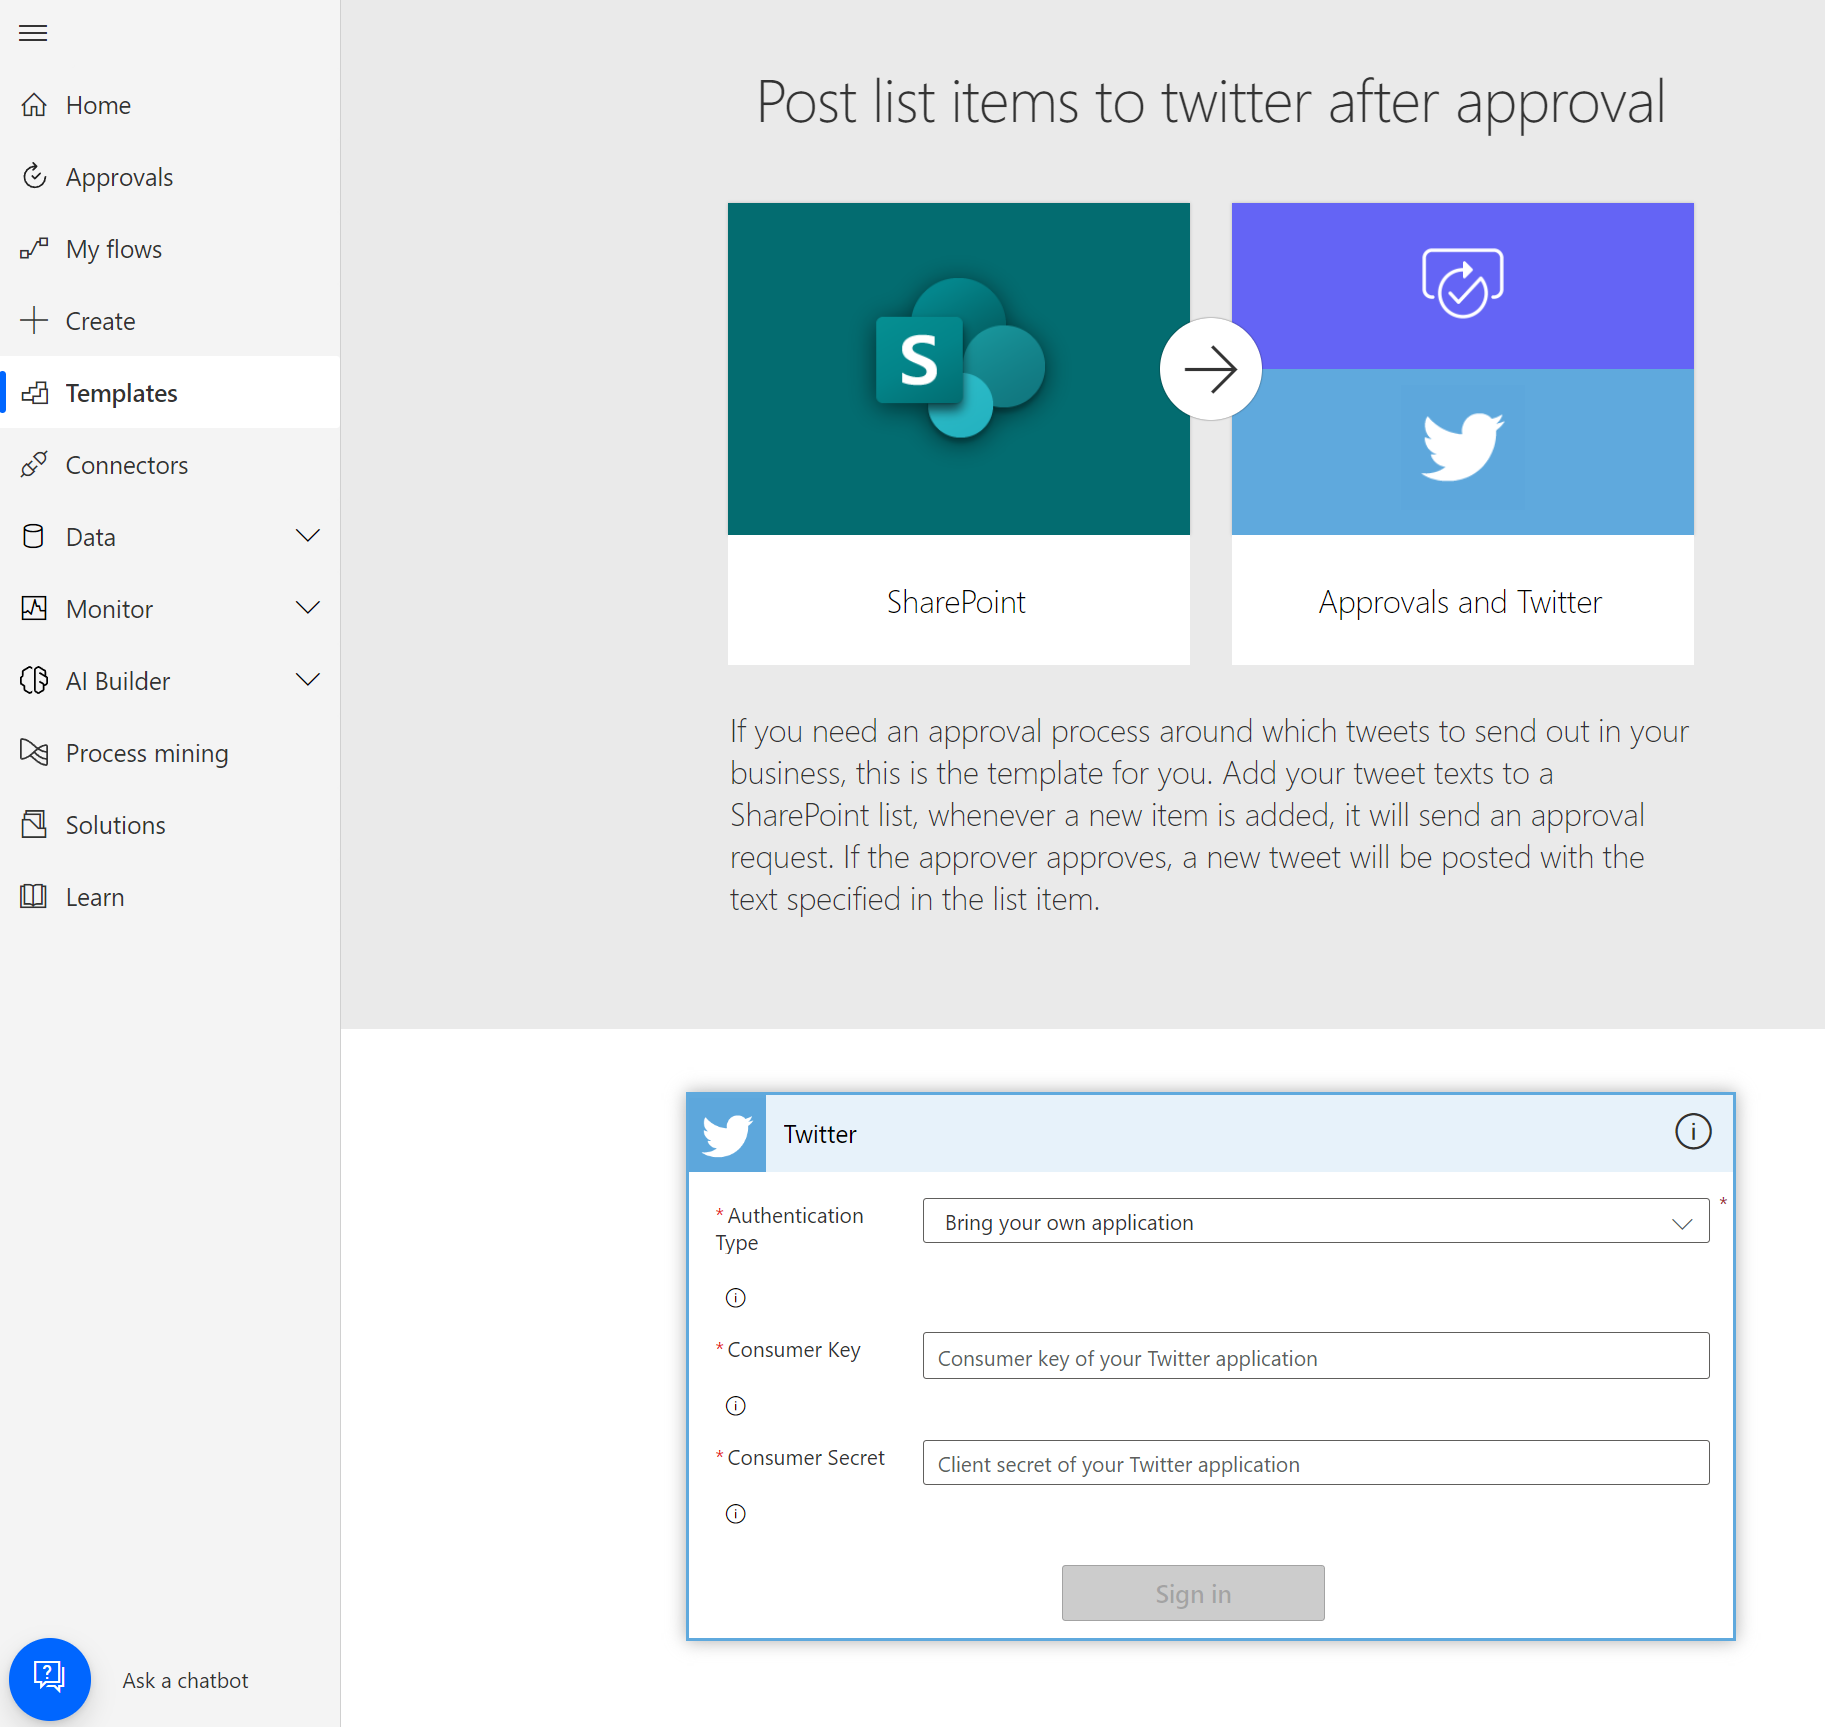 Home
Approvals
My flows
Create
Templates
Connectors
Data
Monitor
AI Builder
Process mining
Solutions
Learn
Ask a chatbot
Post list items to twitter after approval
S
SharePoint
Approvals and Twitter
If you need an approval process around which tweets to send out in your
business, this is the template for you. Add your tweet texts to a
SharePoint list, whenever a new item is added, it will send an approval
request. If the approver approves, a new tweet will be posted with the
text specified in the list item.
Twitter
* Authentication
Type
Bring your own application
*
* Consumer Key
Consumer key of your Twitter application
* Consumer Secret
Client secret of your Twitter application
Sign in